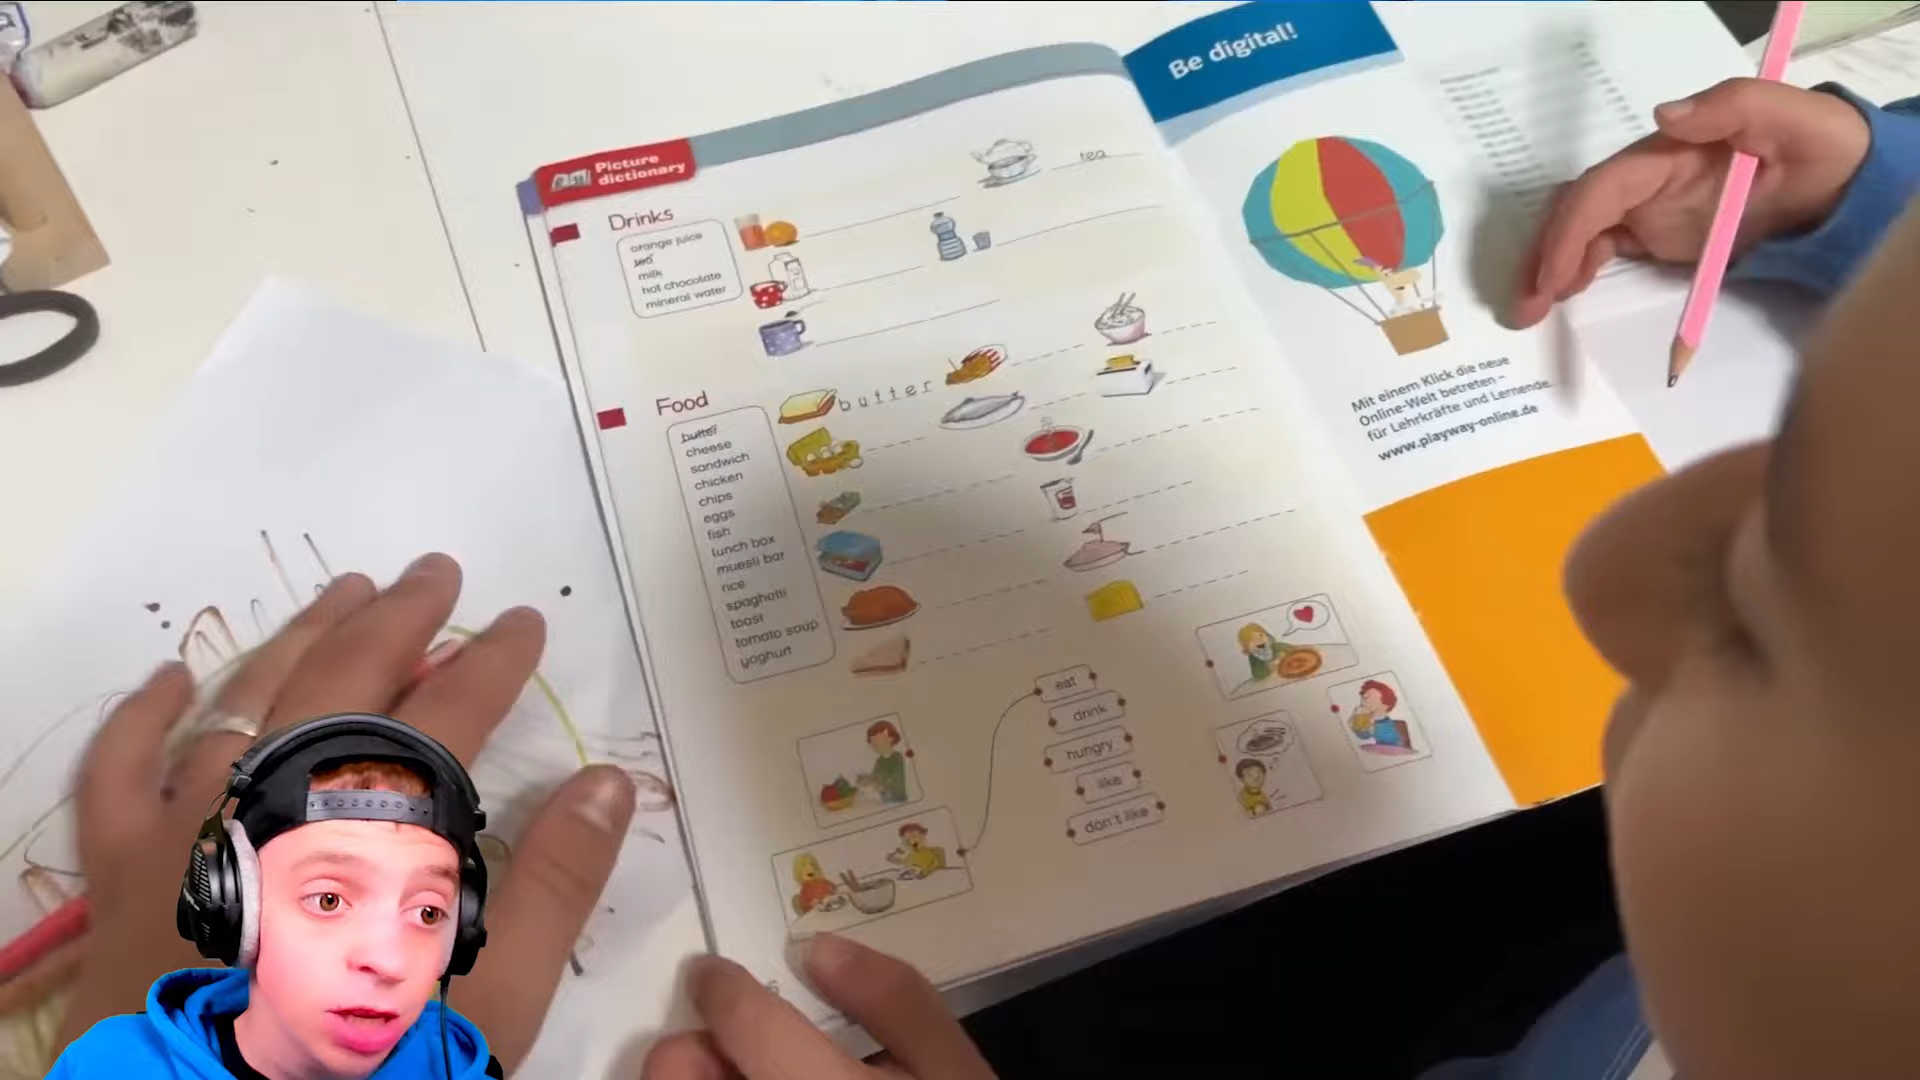 Be digital!
Picture
dictionary
tea
Drinks
orange juice
tea
milk
hot chocolate
mineral water
Food
butter
butter
cheese
sandwich
chicken
chips
eggs
fish
lunch box
muesli bar
rice
spaghetti
toast
tomato soup
yoghurt
eat
drink
hungry
like
don't like
Mit einem Klick die neue
Online-Welt betreten –
für Lehrkräfte und Lernende.
www.playway-online.de